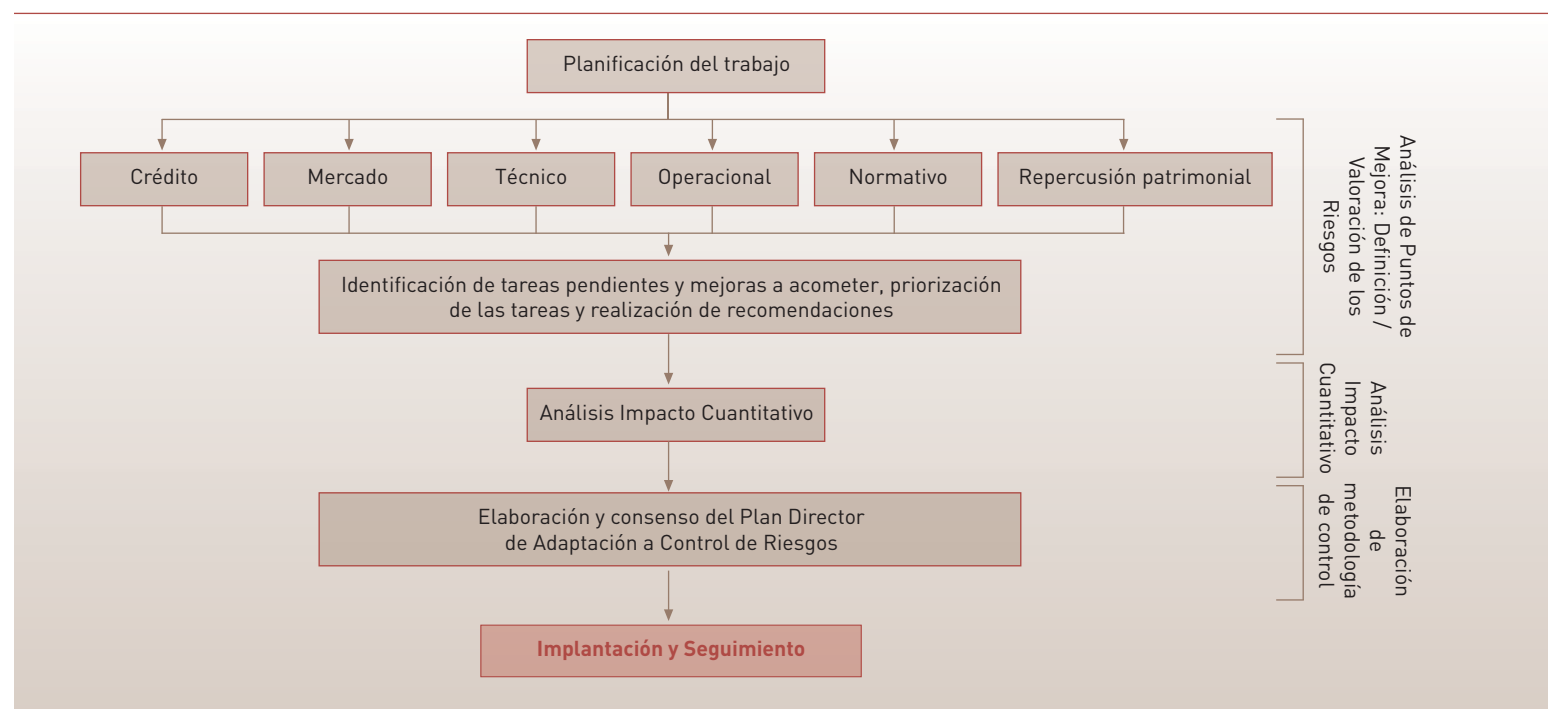 Planificación del trabajo
Crédito
Mercado
Técnico
Operacional
Normativo
Repercusión patrimonial
Identificación de tareas pendientes y mejoras a acometer, priorización
de las tareas y realización de recomendaciones
Análisis Impacto Cuantitativo
Elaboración y consenso del Plan Director
de Adaptación a Control de Riesgos
Implantación y Seguimiento
Análisis de Puntos de
Mejora: Definición /
Valoración de los
Riesgos
Análisis
Impacto
Cuantitativo
Elaboración
de
metodología
de control